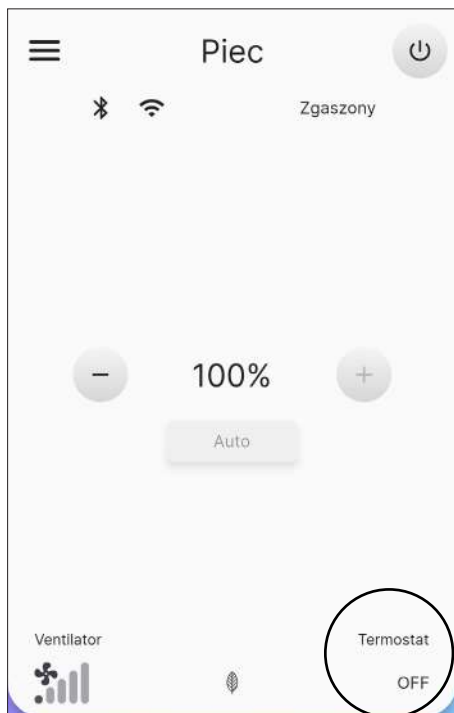 Piec
Zgaszony
− 100% +
Auto
Ventilator
Termostat
OFF